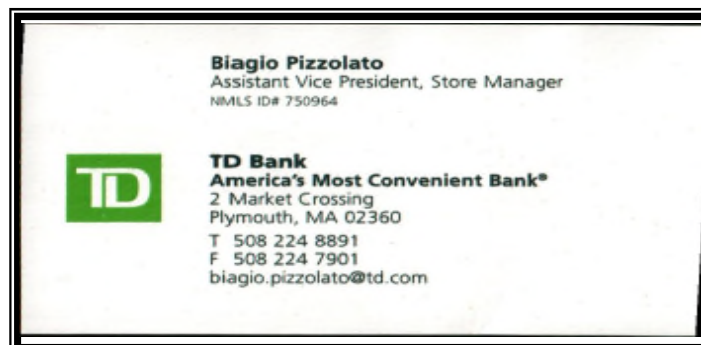 Biagio Pizzolato
Assistant Vice President, Store Manager
NMLS ID# 750964
TD
TD Bank
America's Most Convenient Bank®
2 Market Crossing
Plymouth, MA 02360
T 508 224 8891
F 508 224 7901
biagio.pizzolato@td.com